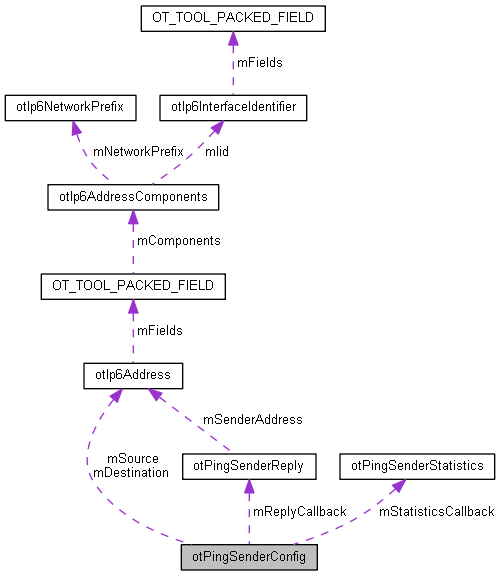 OT_TOOL_PACKED_FIELD
mFields
otIp6NetworkPrefix
otIp6InterfaceIdentifier
mNetworkPrefix
mIid
otIp6AddressComponents
mComponents
OT_TOOL_PACKED_FIELD
mFields
otIp6Address
mSenderAddress
mSource
mDestination
otPingSenderReply
otPingSenderStatistics
mReplyCallback
mStatisticsCallback
otPingSenderConfig